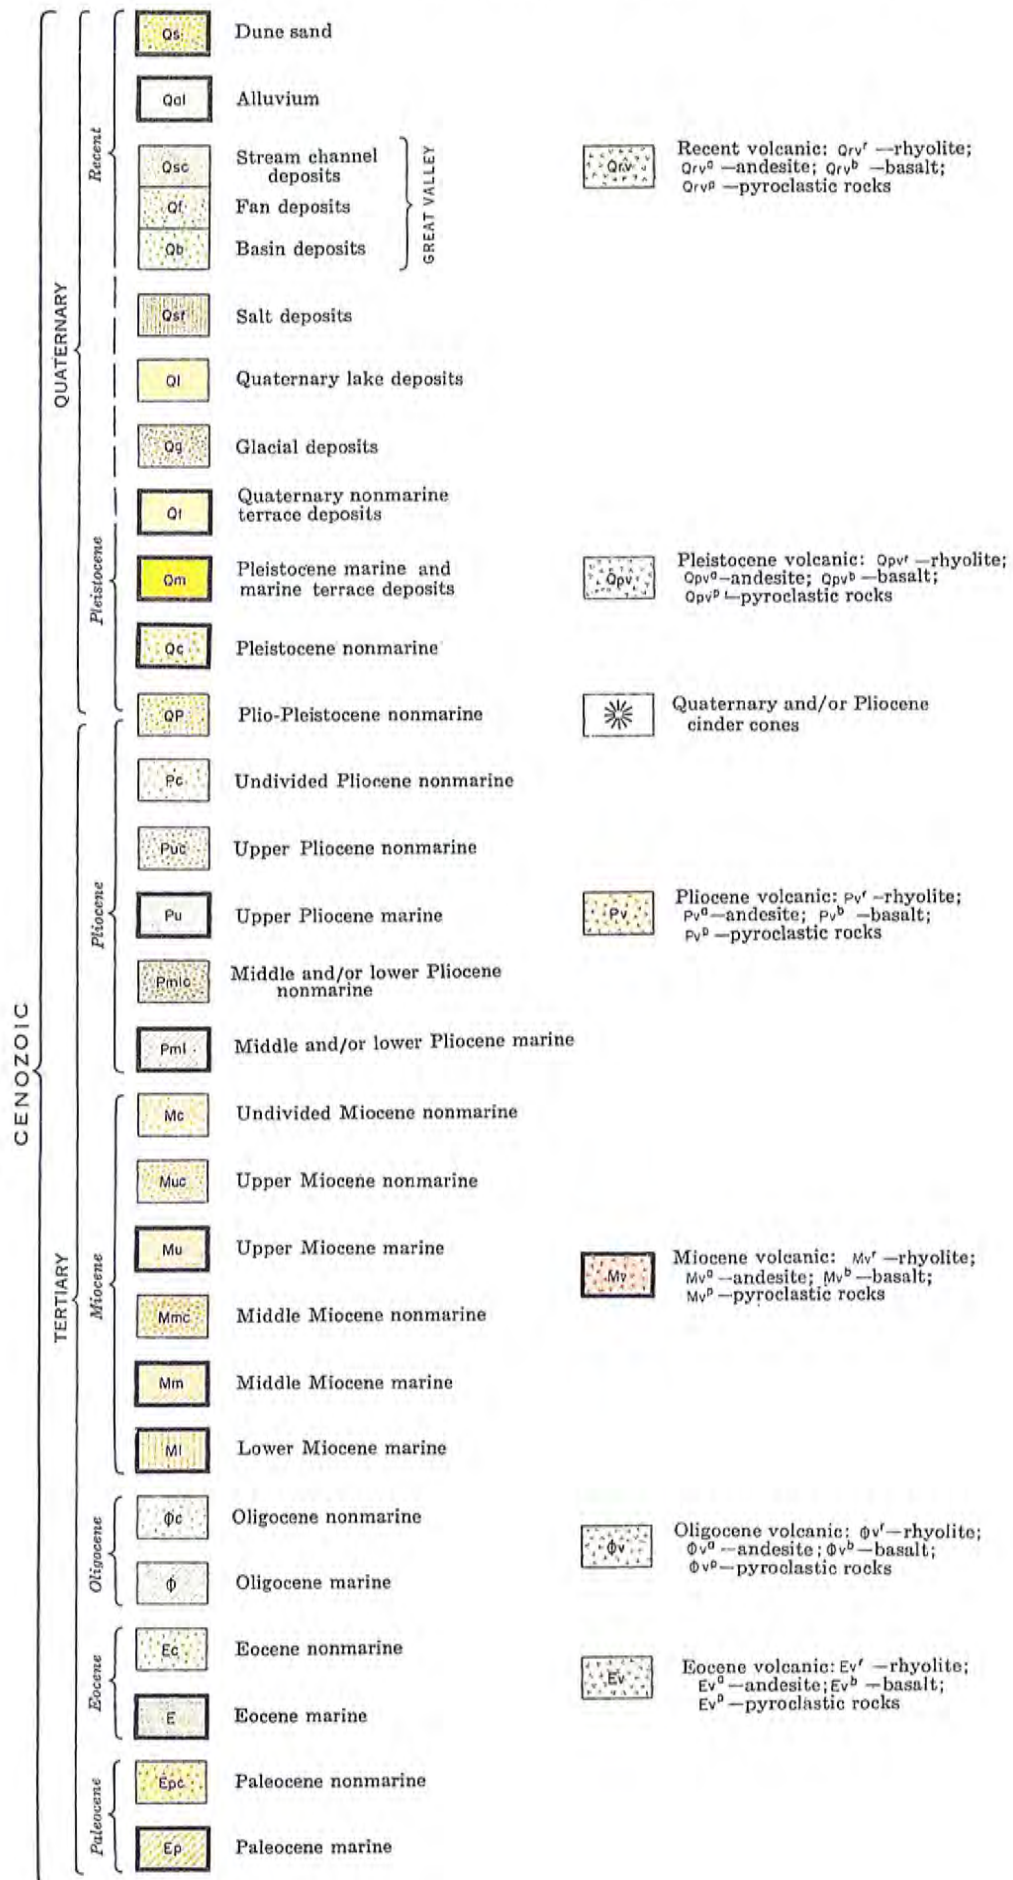 CENOZOIC
QUATERNARY
Recent
Qs Dune sand
Qal Alluvium
Qsc Stream channel
deposits
Qf Fan deposits
Qb Basin deposits
GREAT VALLEY
Qrv Recent volcanic: Qrvʳ —rhyolite;
Qrvᵃ —andesite; Qrvᵇ —basalt;
Qrvᵖ —pyroclastic rocks
Qst Salt deposits
Ql Quaternary lake deposits
Qg Glacial deposits
Pleistocene
Qt Quaternary nonmarine
terrace deposits
Qm Pleistocene marine and
marine terrace deposits
Qpv Pleistocene volcanic: Qpvʳ —rhyolite;
Qpvᵃ—andesite; Qpvᵇ —basalt;
Qpvᵖ —pyroclastic rocks
Qc Pleistocene nonmarine
QP Plio-Pleistocene nonmarine
Quaternary and/or Pliocene
cinder cones
TERTIARY
Pliocene
Pc Undivided Pliocene nonmarine
Puc Upper Pliocene nonmarine
Pu Upper Pliocene marine
Pv Pliocene volcanic: Pvʳ —rhyolite;
Pvᵃ—andesite; Pvᵇ —basalt;
Pvᵖ —pyroclastic rocks
Pmlc Middle and/or lower Pliocene
nonmarine
Pml Middle and/or lower Pliocene marine
Miocene
Mc Undivided Miocene nonmarine
Muc Upper Miocene nonmarine
Mu Upper Miocene marine
Mv Miocene volcanic: Mvʳ —rhyolite;
Mvᵃ —andesite; Mvᵇ —basalt;
Mvᵖ —pyroclastic rocks
Mmc Middle Miocene nonmarine
Mm Middle Miocene marine
Ml Lower Miocene marine
Oligocene
Φc Oligocene nonmarine
Φv Oligocene volcanic: Φvʳ—rhyolite;
Φvᵃ —andesite; Φvᵇ—basalt;
Φvᵖ—pyroclastic rocks
Φ Oligocene marine
Eocene
Ec Eocene nonmarine
Ev Eocene volcanic: Evʳ —rhyolite;
Evᵃ —andesite; Evᵇ —basalt;
Evᵖ —pyroclastic rocks
E Eocene marine
Paleocene
Epc Paleocene nonmarine
Ep Paleocene marine